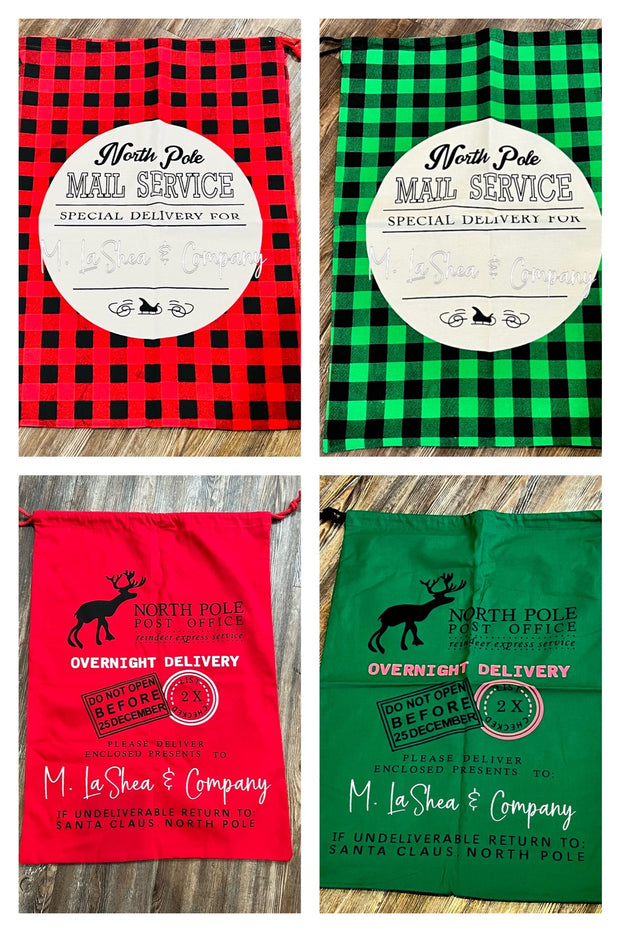 North Pole
MAIL SERVICE
SPECIAL DELIVERY FOR
M. LaShea & Company
North Pole
MAIL SERVICE
SPECIAL DELIVERY FOR
M. LaShea & Company
NORTH POLE
POST OFFICE
reindeer express service
OVERNIGHT DELIVERY
DO NOT OPEN
BEFORE
25 DECEMBER
LIST
2 X
CHECKED
PLEASE DELIVER
ENCLOSED PRESENTS TO
M. LaShea & Company
IF UNDELIVERABLE RETURN TO:
SANTA CLAUS, NORTH POLE
NORTH POLE
POST OFFICE
reindeer express service
OVERNIGHT DELIVERY
DO NOT OPEN
BEFORE
25 DECEMBER
LIST
2 X
CHECKED
PLEASE DELIVER
ENCLOSED PRESENTS TO:
M. LaShea & Company
IF UNDELIVERABLE RETURN TO:
SANTA CLAUS, NORTH POLE